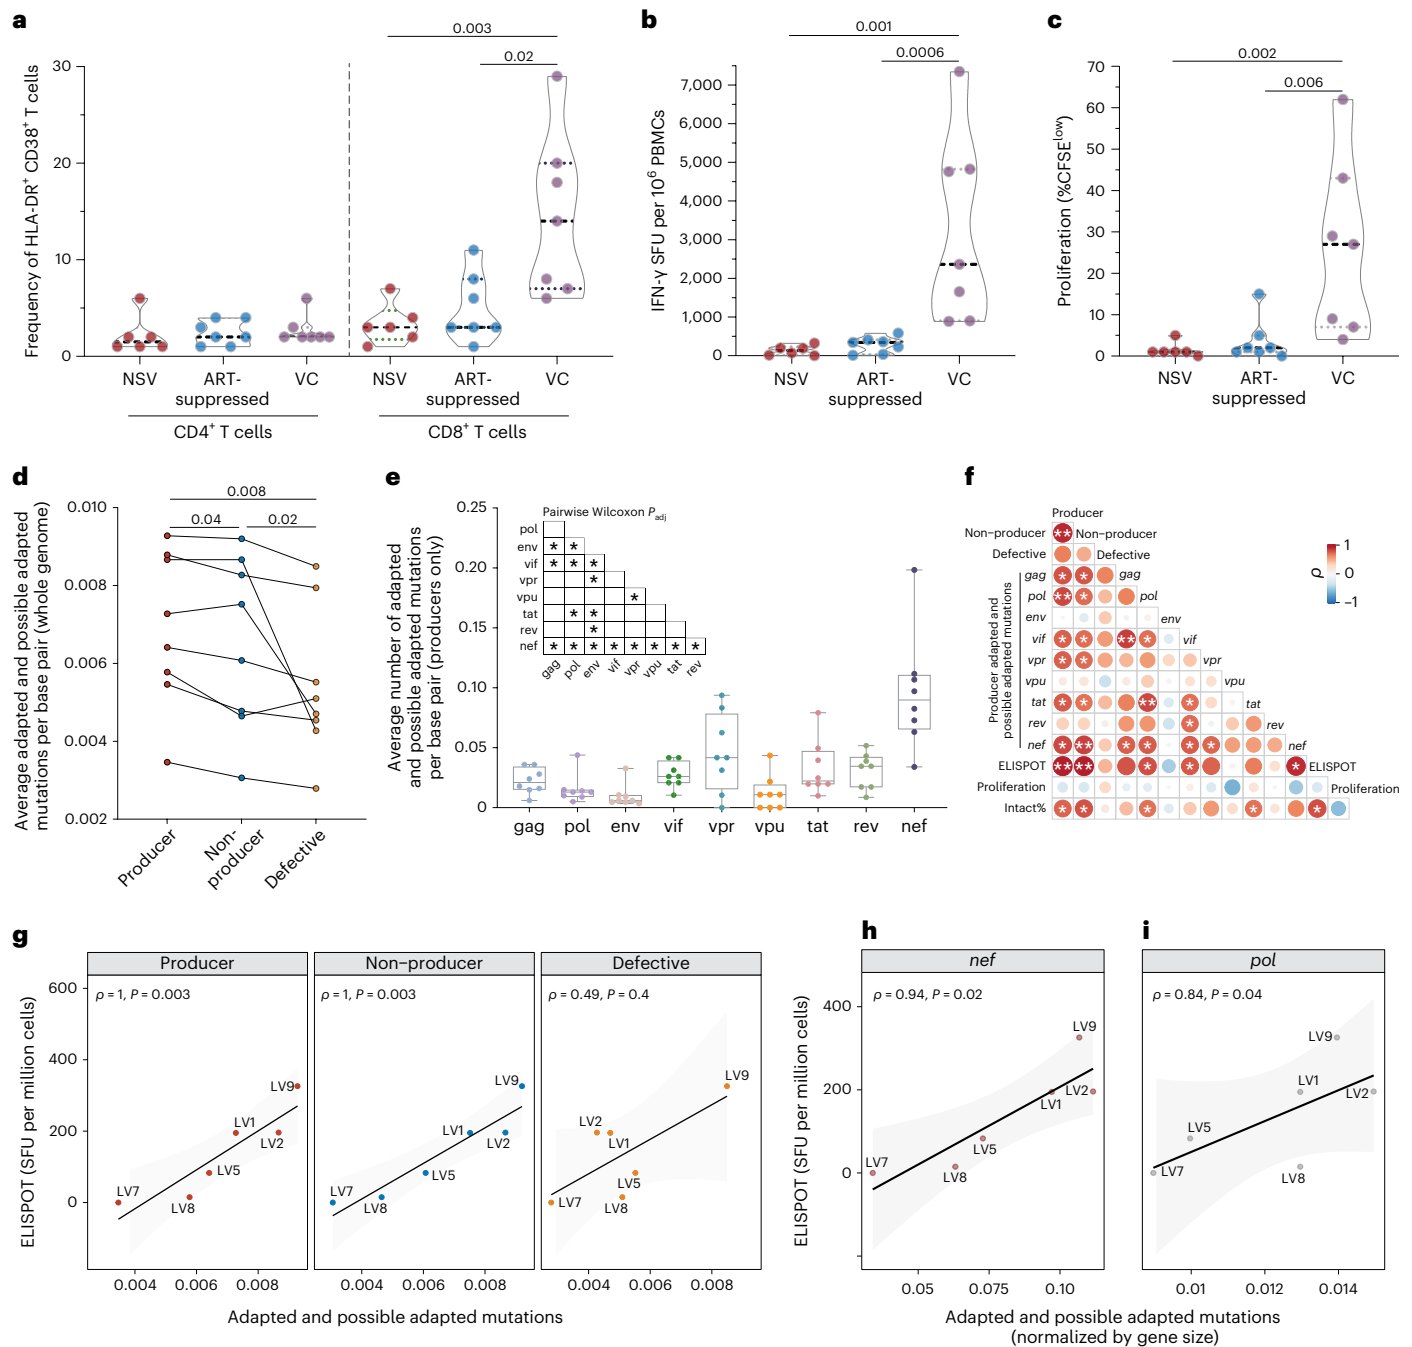 a
Frequency of HLA-DR+ CD38+ T cells
30
20
10
0
0.003
0.02
NSV
ART-
suppressed
VC
NSV
ART-
suppressed
VC
CD4+ T cells
CD8+ T cells
b
IFN-γ SFU per 10^6 PBMCs
7,000
6,000
5,000
4,000
3,000
2,000
1,000
0
0.001
0.0006
NSV
ART-
suppressed
VC
c
Proliferation (%CFSE^low)
70
60
50
40
30
20
10
0
0.002
0.006
NSV
ART-
suppressed
VC
d
Average adapted and possible adapted
mutations per base pair (whole genome)
0.010
0.008
0.006
0.004
0.002
0.008
0.04
0.02
Producer
Non-
producer
Defective
e
Average number of adapted
and possible adapted mutations
per base pair (producers only)
0.25
0.20
0.15
0.10
0.05
0
Pairwise Wilcoxon P_adj
pol
env * *
vif * * *
vpr *
vpu *
tat * *
rev *
nef * * * * * * * *
gag pol env vif vpr vpu tat rev
gag pol env vif vpr vpu tat rev nef
f
Producer
Non–producer ** Non–producer
Defective Defective
gag * * gag
pol ** * pol
env env
vif * * ** * vif
vpr * * vpr
vpu vpu
tat * * ** * tat
rev * rev
nef * ** * * * * nef
ELISPOT ** ** * * * ELISPOT
Proliferation Proliferation
Intact% * * * * *
Producer adapted and
possible adapted mutations
1
0
–1
ρ
g
ELISPOT (SFU per million cells)
600
400
200
0
Producer
ρ = 1, P = 0.003
LV9
LV1
LV2
LV5
LV7
LV8
0.004 0.006 0.008
Non–producer
ρ = 1, P = 0.003
LV9
LV1
LV2
LV5
LV7
LV8
0.004 0.006 0.008
Defective
ρ = 0.49, P = 0.4
LV9
LV2
LV1
LV5
LV7
LV8
0.004 0.006 0.008
Adapted and possible adapted mutations
h
ELISPOT (SFU per million cells)
400
200
0
nef
ρ = 0.94, P = 0.02
LV9
LV2
LV1
LV5
LV7
LV8
0.05 0.075 0.10
i
pol
ρ = 0.84, P = 0.04
LV9
LV1
LV2
LV5
LV7
LV8
0.01 0.012 0.014
Adapted and possible adapted mutations
(normalized by gene size)